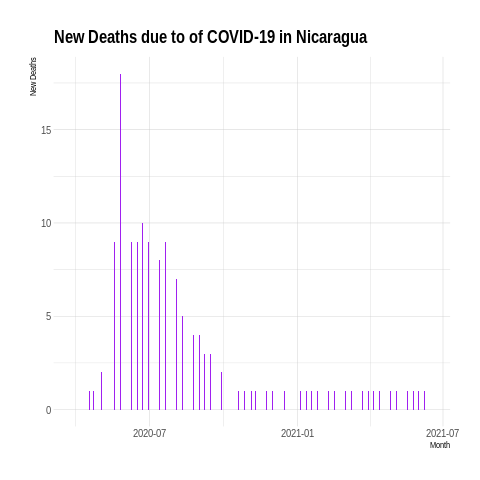 New Deaths due to of COVID-19 in Nicaragua
New Deaths
15
10
5
0
2020-07
2021-01
2021-07
Month